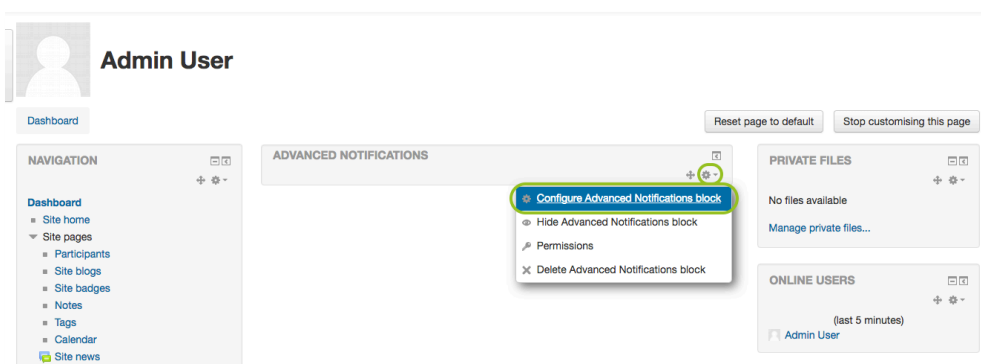 Admin User
Dashboard
Reset page to default
Stop customising this page
NAVIGATION
Dashboard
Site home
Site pages
Participants
Site blogs
Site badges
Notes
Tags
Calendar
Site news
ADVANCED NOTIFICATIONS
Configure Advanced Notifications block
Hide Advanced Notifications block
Permissions
Delete Advanced Notifications block
PRIVATE FILES
No files available
Manage private files...
ONLINE USERS
(last 5 minutes)
Admin User